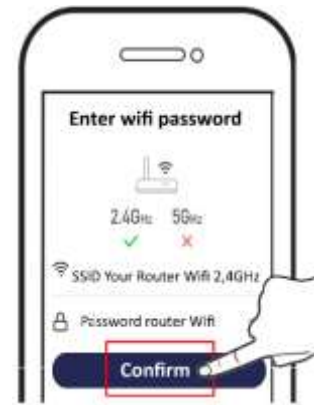 Enter wifi password
2.4GHz 5GHz
SSID Your Router Wifi 2,4GHz
Password router Wifi
Confirm